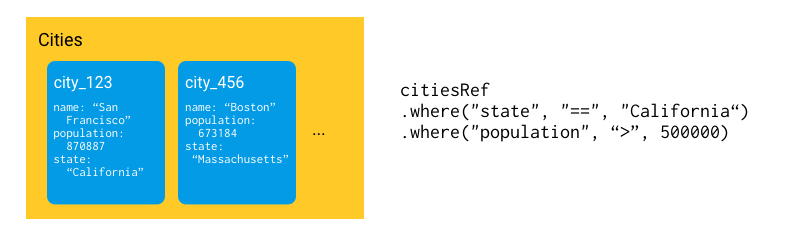 Cities
city_123
name: “San
Francisco”
population:
870887
state:
“California”
city_456
name: “Boston”
population:
673184
state:
“Massachusetts”
...
citiesRef
.where("state", "==", "California“)
.where("population", “>”, 500000)